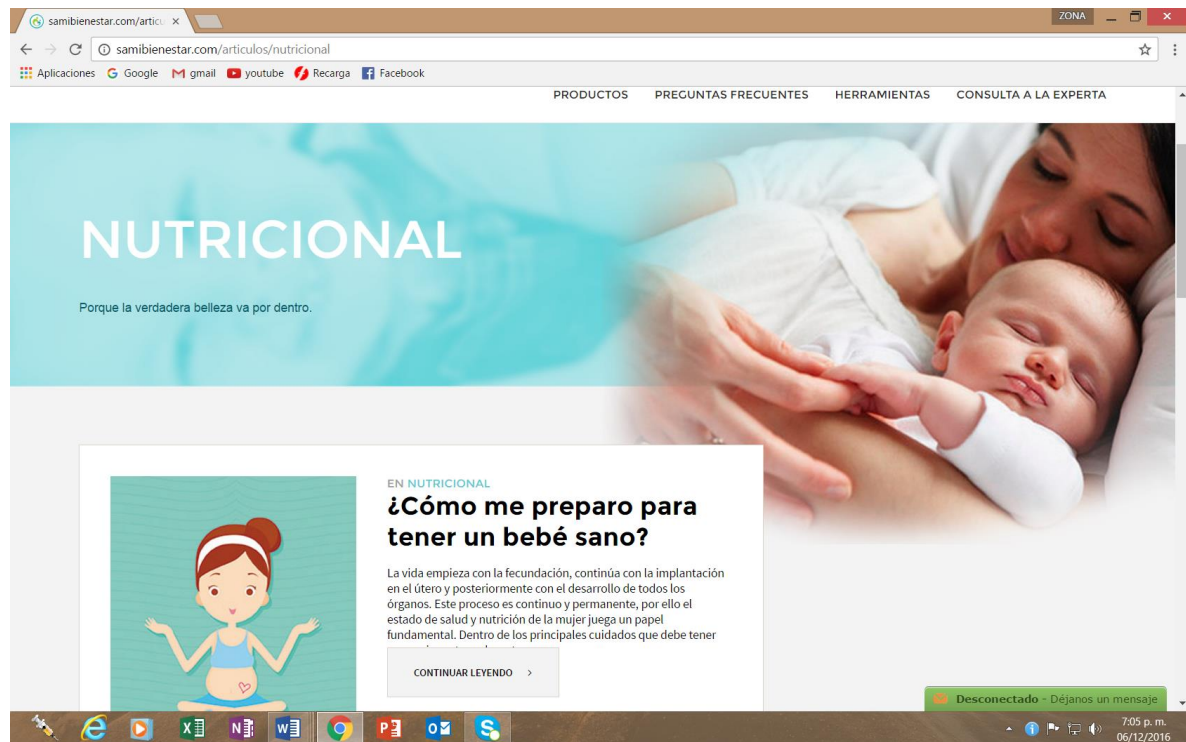 samibienestar.com/articu
ZONA
samibienestar.com/articulos/nutricional
Aplicaciones Google gmail youtube Recarga Facebook
PRODUCTOS PREGUNTAS FRECUENTES HERRAMIENTAS CONSULTA A LA EXPERTA
NUTRICIONAL
Porque la verdadera belleza va por dentro.
EN NUTRICIONAL
¿Cómo me preparo para
tener un bebé sano?
La vida empieza con la fecundación, continúa con la implantación
en el útero y posteriormente con el desarrollo de todos los
órganos. Este proceso es continuo y permanente, por ello el
estado de salud y nutrición de la mujer juega un papel
fundamental. Dentro de los principales cuidados que debe tener
CONTINUAR LEYENDO >
Desconectado - Déjanos un mensaje
7:05 p. m.
06/12/2016